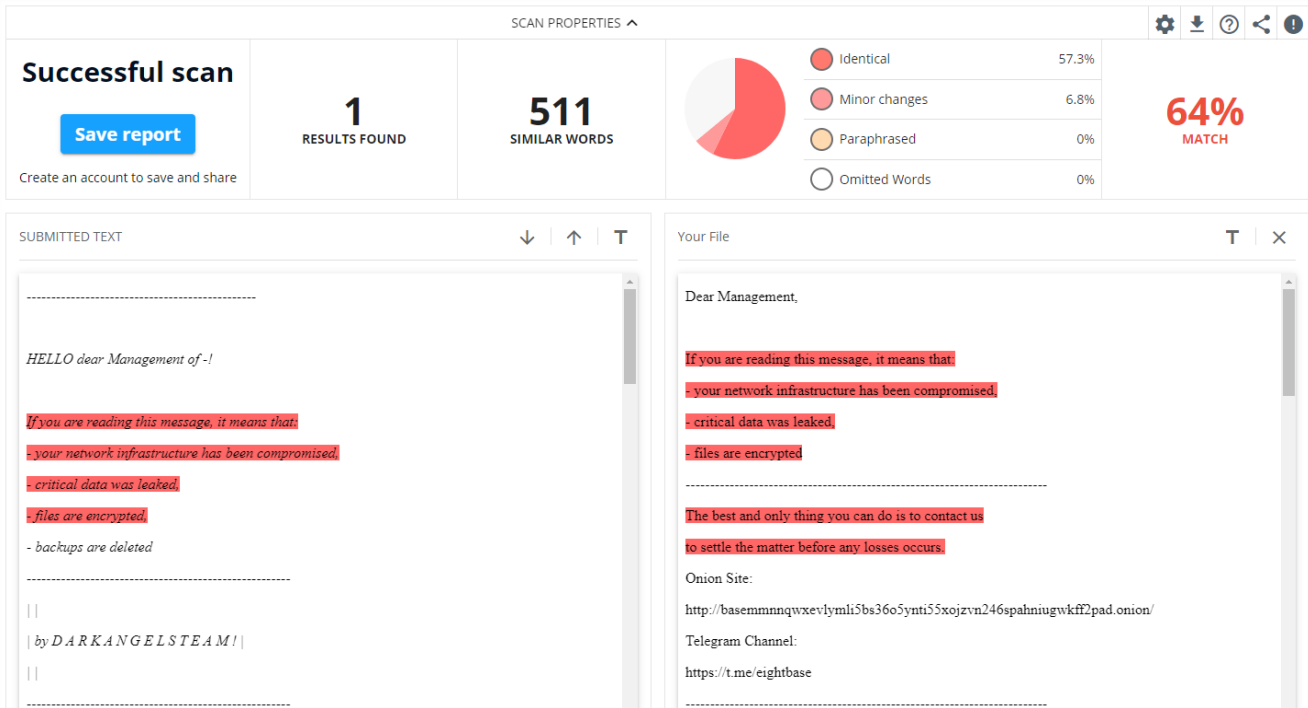 SCAN PROPERTIES
Successful scan
Save report
Create an account to save and share
1
RESULTS FOUND
511
SIMILAR WORDS
Identical 57.3%
Minor changes 6.8%
Paraphrased 0%
Omitted Words 0%
64%
MATCH
SUBMITTED TEXT
-----------------------------------------------
HELLO dear Management of -!
If you are reading this message, it means that:
- your network infrastructure has been compromised,
- critical data was leaked,
- files are encrypted,
- backups are deleted
------------------------------------------------------
| |
| by D A R K A N G E L S T E A M ! |
| |
------------------------------------------------------
Your File
Dear Management,
If you are reading this message, it means that:
- your network infrastructure has been compromised,
- critical data was leaked,
- files are encrypted
--------------------------------------------------------------------------
The best and only thing you can do is to contact us
to settle the matter before any losses occurs.
Onion Site:
http://basemmnnqwxevlymli5bs36o5ynti55xojzvn246spahniugwkff2pad.onion/
Telegram Channel:
https://t.me/eightbase
--------------------------------------------------------------------------